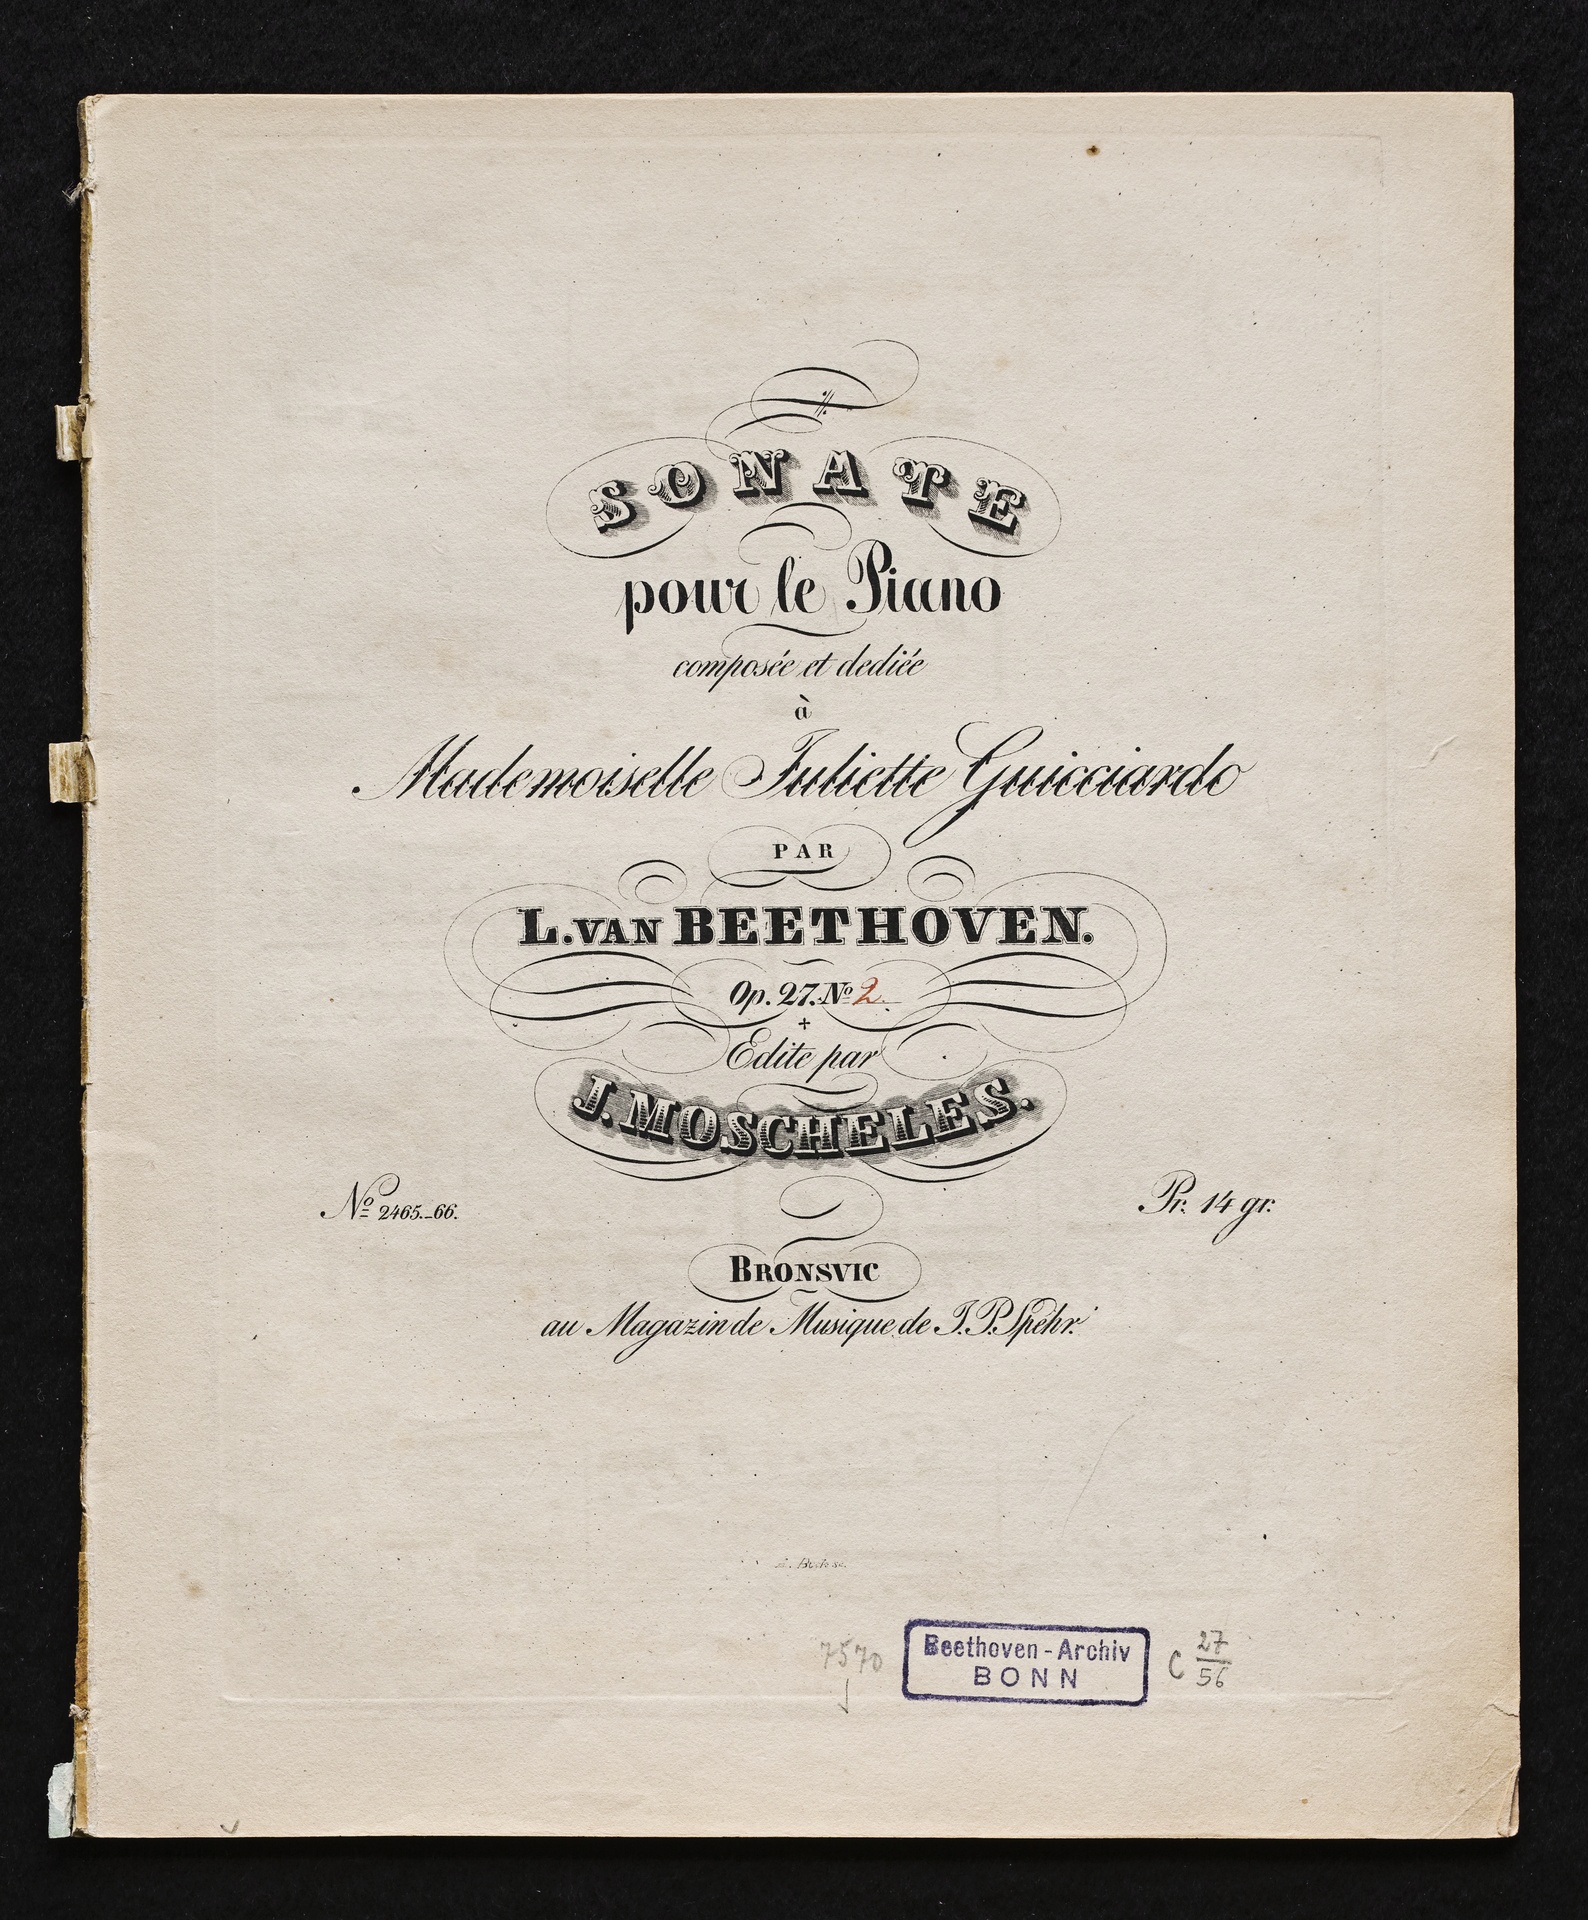 SONATE
pour le Piano
composée et dediée
à
Mademoiselle Juliette Guicciardo
PAR
L. VAN BEETHOVEN.
Op. 27. No 2.
Edite par
J. MOSCHELES.
No 2465.-66.
Pr. 14 gr.
BRONSVIC
au Magazin de Musique de J. P. Spehr.
7570
Beethoven-Archiv
BONN
C 27/56